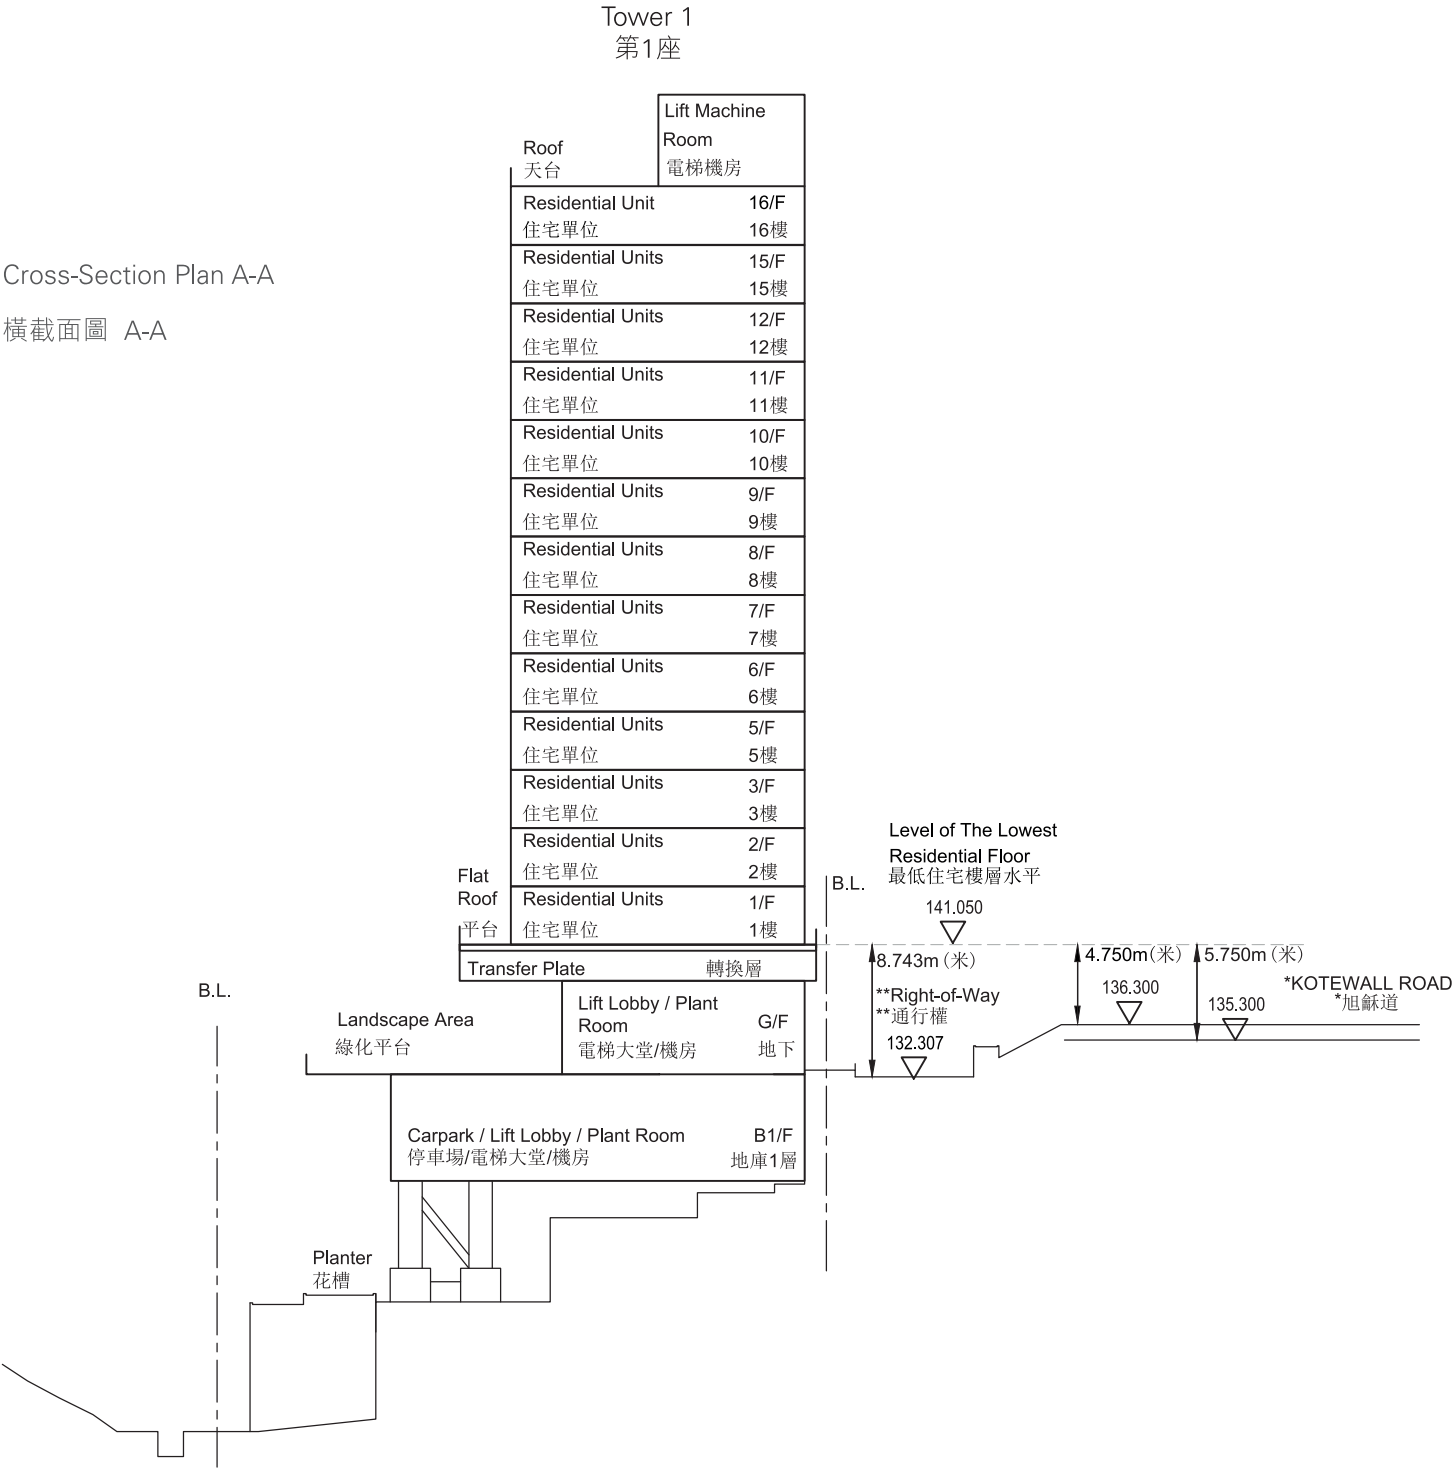 Tower 1
第1座
Lift Machine
Room
電梯機房
Roof
天台
Residential Unit 16/F
住宅單位 16樓
Cross-Section Plan A-A
橫截面圖 A-A
Residential Units 15/F
住宅單位 15樓
Residential Units 12/F
住宅單位 12樓
Residential Units 11/F
住宅單位 11樓
Residential Units 10/F
住宅單位 10樓
Residential Units 9/F
住宅單位 9樓
Residential Units 8/F
住宅單位 8樓
Residential Units 7/F
住宅單位 7樓
Residential Units 6/F
住宅單位 6樓
Residential Units 5/F
住宅單位 5樓
Residential Units 3/F
住宅單位 3樓
Residential Units 2/F
住宅單位 2樓
Flat
Roof
平台
Residential Units 1/F
住宅單位 1樓
B.L.
Level of The Lowest
Residential Floor
最低住宅樓層水平
141.050
Transfer Plate 轉換層
8.743m (米)
4.750m (米)
5.750m (米)
**Right-of-Way
**通行權
132.307
136.300
135.300
*KOTEWALL ROAD
*旭龢道
B.L.
Landscape Area
綠化平台
Lift Lobby / Plant
Room G/F
電梯大堂/機房 地下
Carpark / Lift Lobby / Plant Room B1/F
停車場/電梯大堂/機房 地庫1層
Planter
花槽